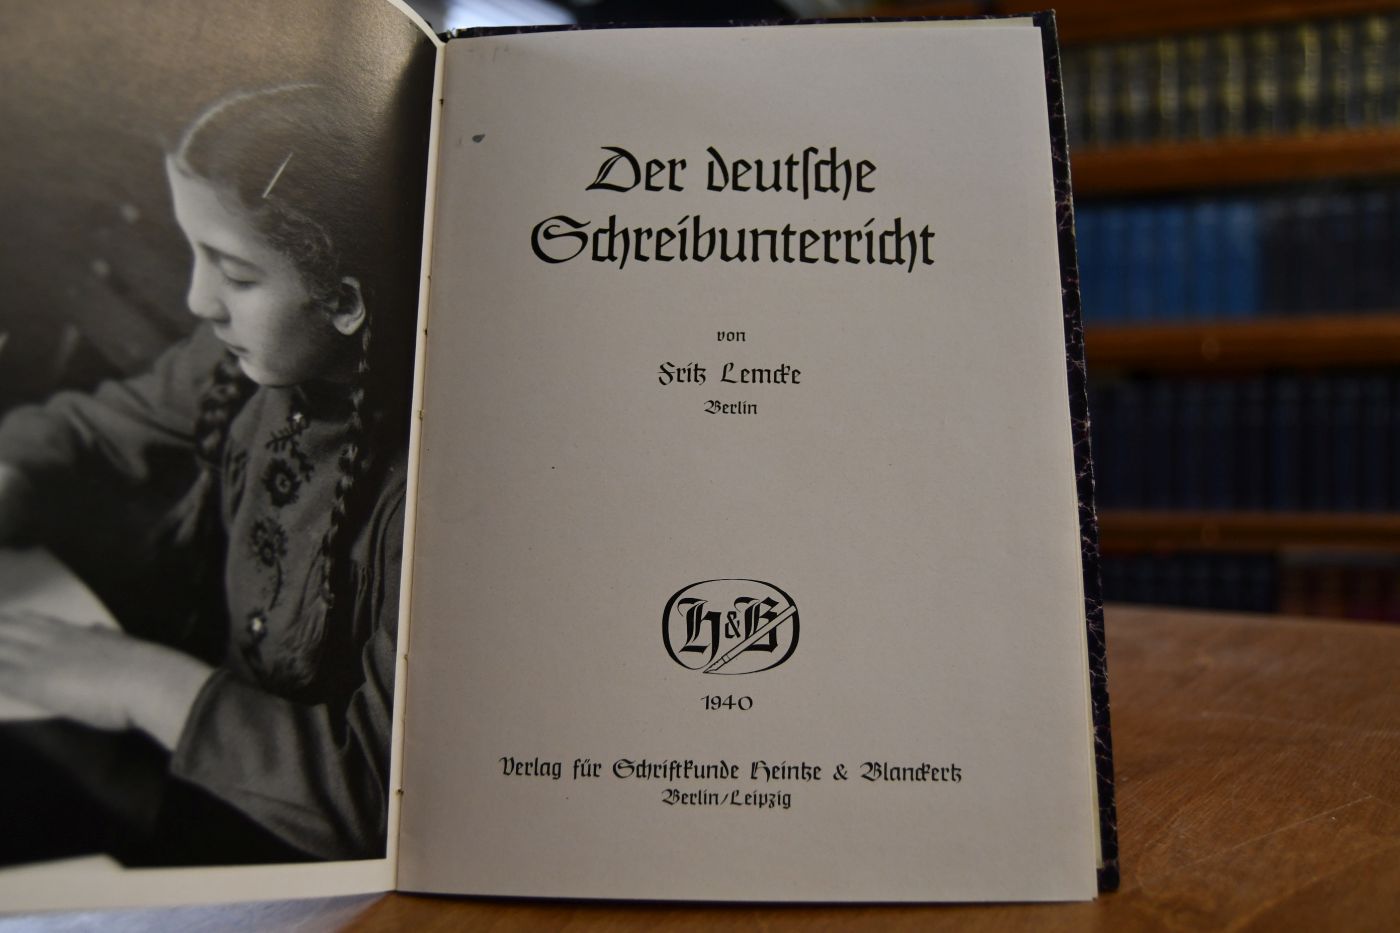 Der deutſche
Schreibunterricht
von
Fritz Lemcke
Berlin
H & B
1940
Verlag für Schriftkunde Heintze & Blanckertz
Berlin/Leipzig